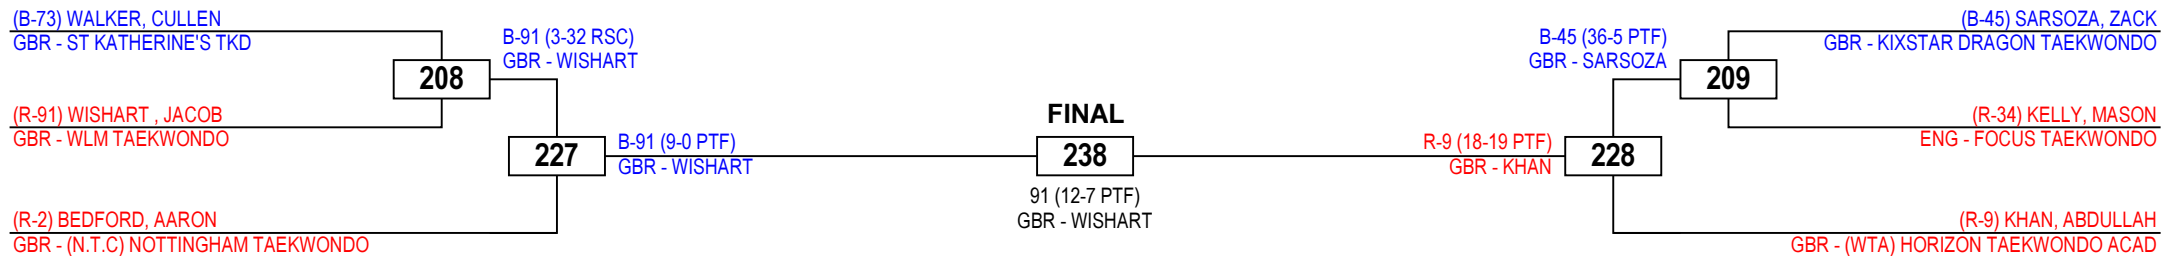 (B-73) WALKER, CULLEN
GBR - ST KATHERINE'S TKD
B-91 (3-32 RSC)
GBR - WISHART
208
(R-91) WISHART , JACOB
GBR - WLM TAEKWONDO
227
B-91 (9-0 PTF)
GBR - WISHART
(R-2) BEDFORD, AARON
GBR - (N.T.C) NOTTINGHAM TAEKWONDO
FINAL
238
91 (12-7 PTF)
GBR - WISHART
(B-45) SARSOZA, ZACK
GBR - KIXSTAR DRAGON TAEKWONDO
B-45 (36-5 PTF)
GBR - SARSOZA
209
(R-34) KELLY, MASON
ENG - FOCUS TAEKWONDO
R-9 (18-19 PTF)
GBR - KHAN
228
(R-9) KHAN, ABDULLAH
GBR - (WTA) HORIZON TAEKWONDO ACAD